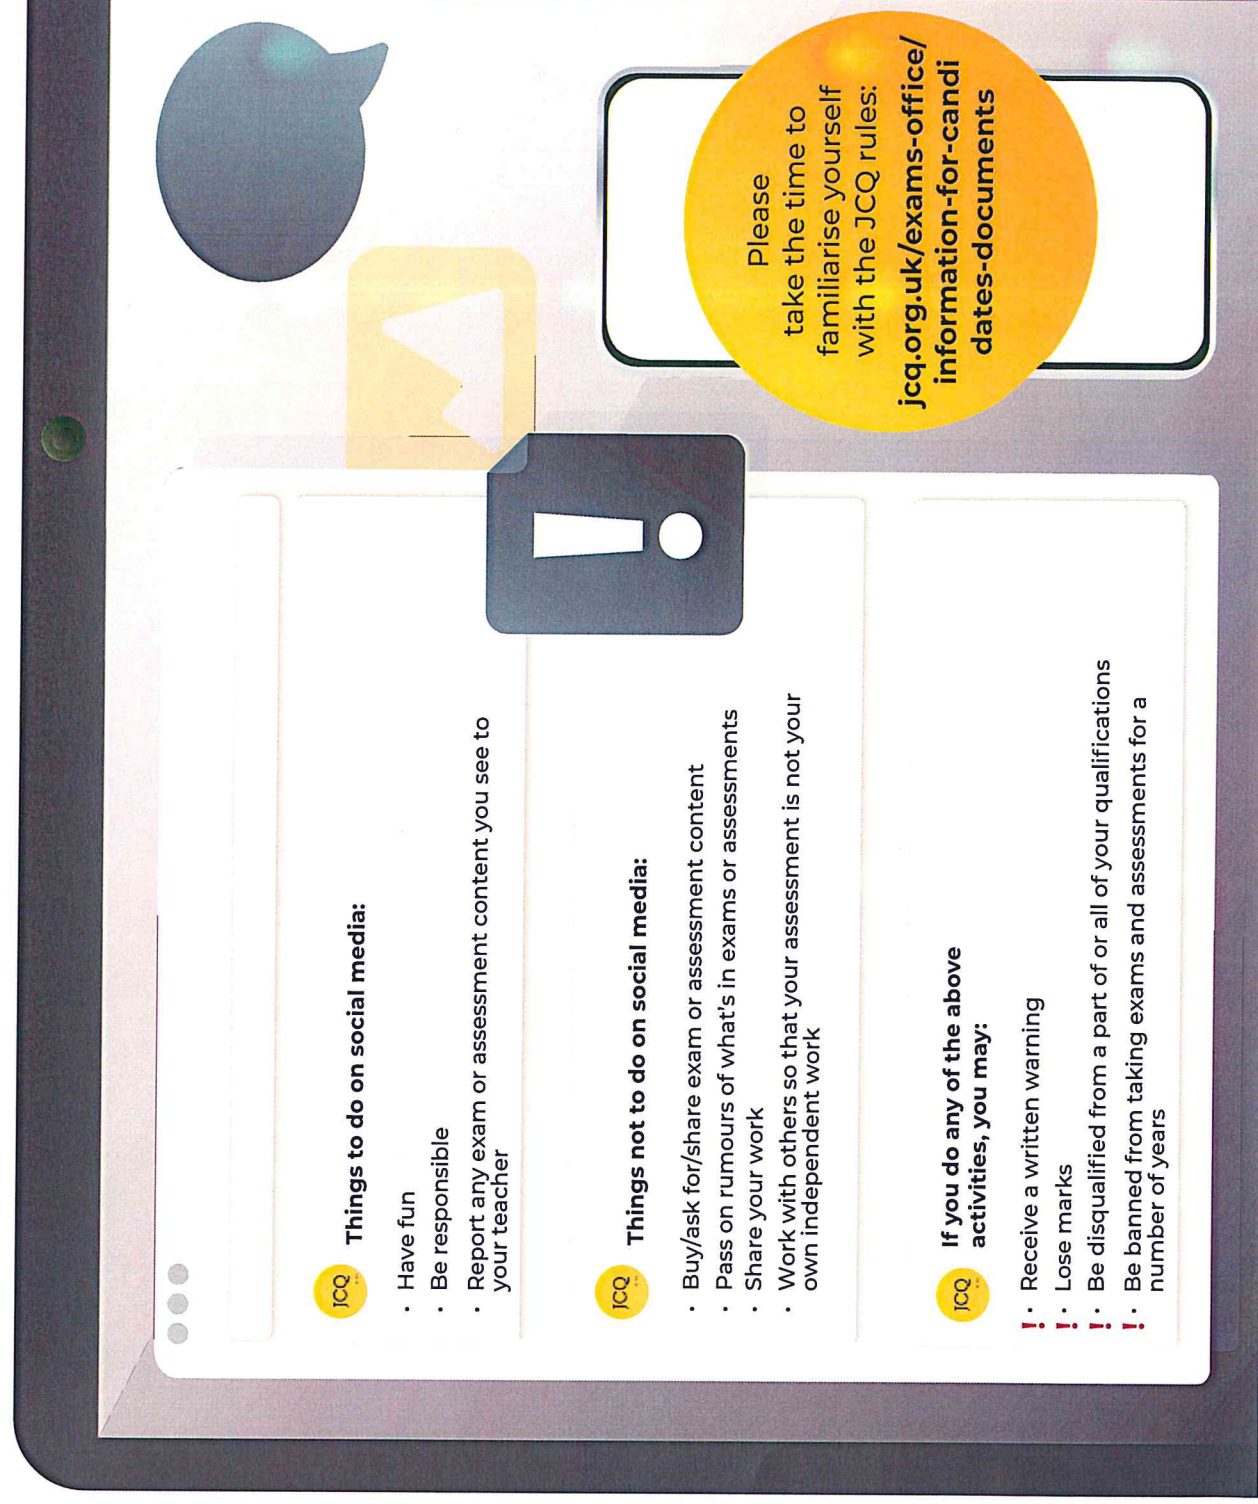 JCQ
Things to do on social media:
· Have fun
· Be responsible
· Report any exam or assessment content you see to
your teacher
JCQ
Things not to do on social media:
· Buy/ask for/share exam or assessment content
· Pass on rumours of what's in exams or assessments
· Share your work
· Work with others so that your assessment is not your
own independent work
JCQ
If you do any of the above
activities, you may:
! · Receive a written warning
! · Lose marks
! · Be disqualified from a part of or all of your qualifications
! · Be banned from taking exams and assessments for a
number of years
!
Please
take the time to
familiarise yourself
with the JCQ rules:
jcq.org.uk/exams-office/
information-for-candi
dates-documents